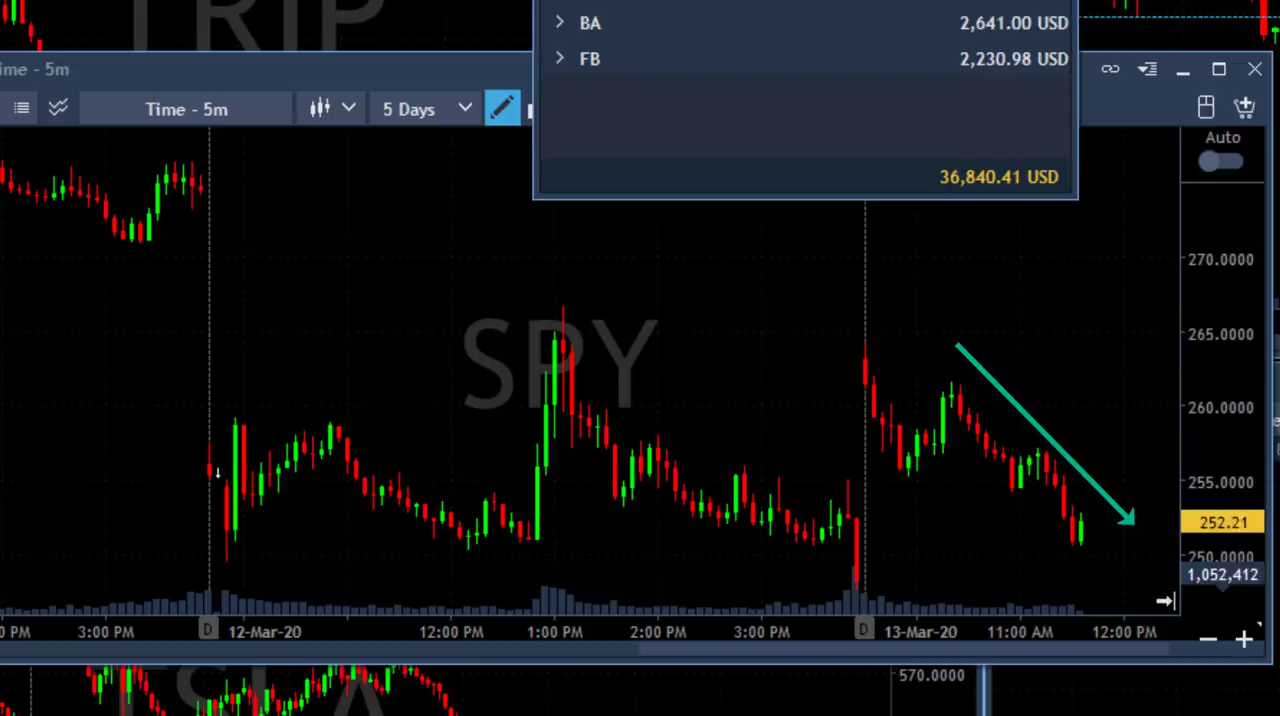 TRIP
BA 2,641.00 USD
FB 2,230.98 USD
36,840.41 USD
ime - 5m
Time - 5m
5 Days
Auto
SPY
270.0000
265.0000
260.0000
255.0000
252.21
250.0000
1,052,412
PM 3:00 PM D 12-Mar-20 12:00 PM 1:00 PM 2:00 PM 3:00 PM D 13-Mar-20 11:00 AM 12:00 PM
TSLA
570.0000